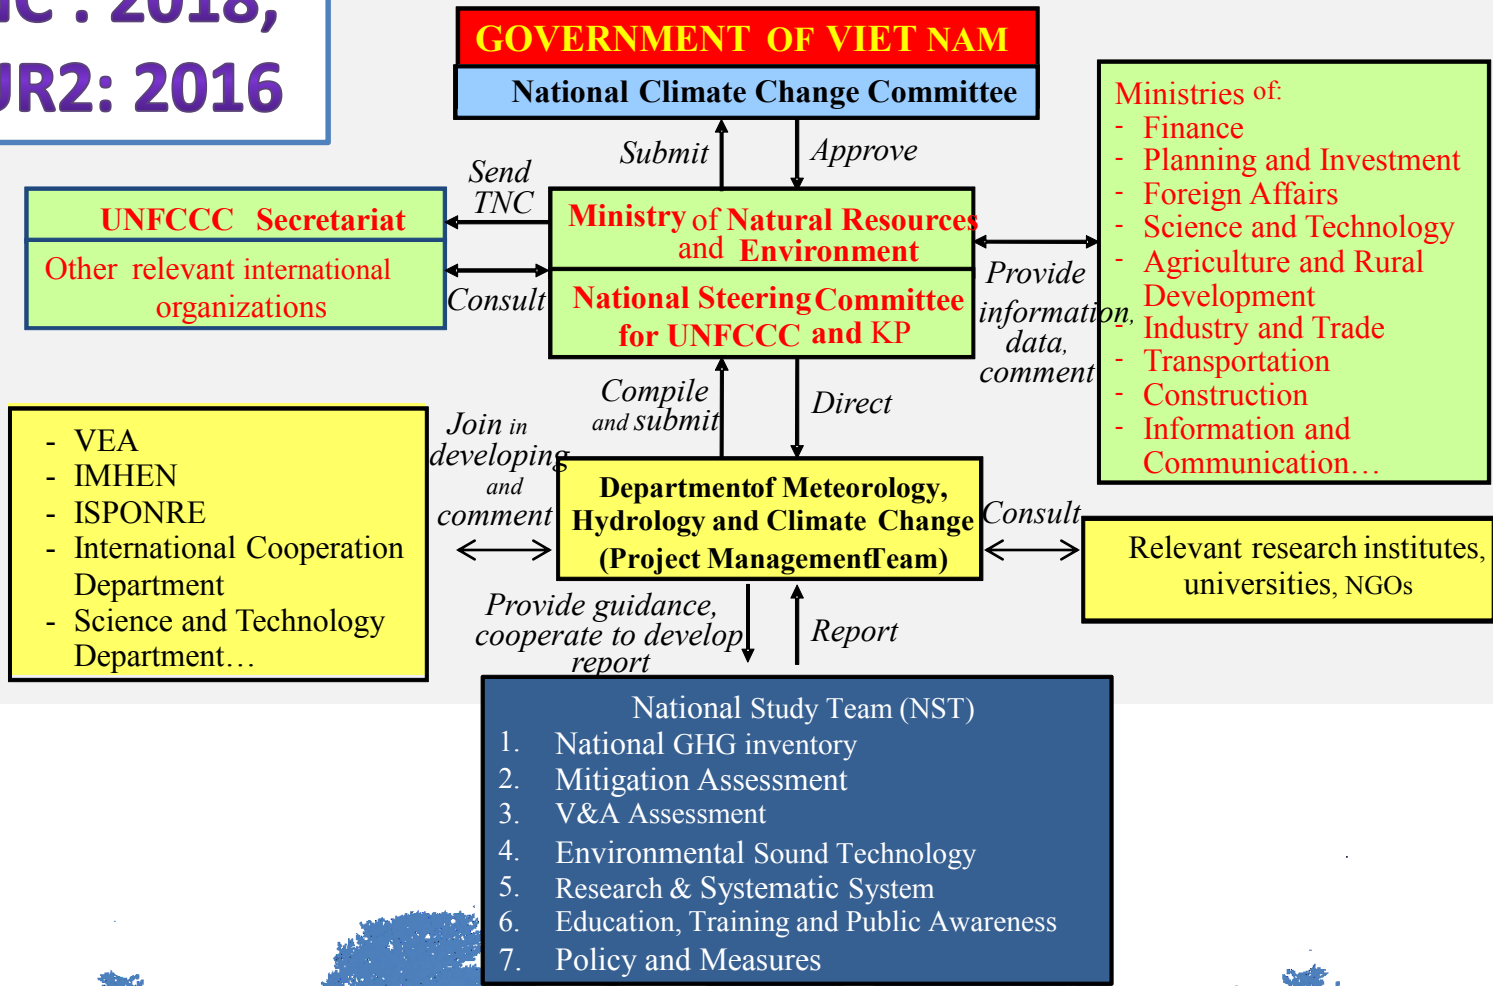 : 2018,
UR2: 2016
GOVERNMENT OF VIET NAM
National Climate Change Committee
Submit
Approve
Send
TNC
UNFCCC Secretariat
Other relevant international
organizations
Consult
Ministry of Natural Resources
and Environment
National Steering Committee
for UNFCCC and KP
Provide
information,
data,
comment
Ministries of:
- Finance
- Planning and Investment
- Foreign Affairs
- Science and Technology
- Agriculture and Rural
Development
- Industry and Trade
- Transportation
- Construction
- Information and
Communication…
Compile
and submit
Direct
- VEA
- IMHEN
- ISPONRE
- International Cooperation
Department
- Science and Technology
Department…
Join in
developing
and
comment
Departmentof Meteorology,
Hydrology and Climate Change
(Project ManagementTeam)
Consult
Relevant research institutes,
universities, NGOs
Provide guidance,
cooperate to develop
report
Report
National Study Team (NST)
1. National GHG inventory
2. Mitigation Assessment
3. V&A Assessment
4. Environmental Sound Technology
5. Research & Systematic System
6. Education, Training and Public Awareness
7. Policy and Measures